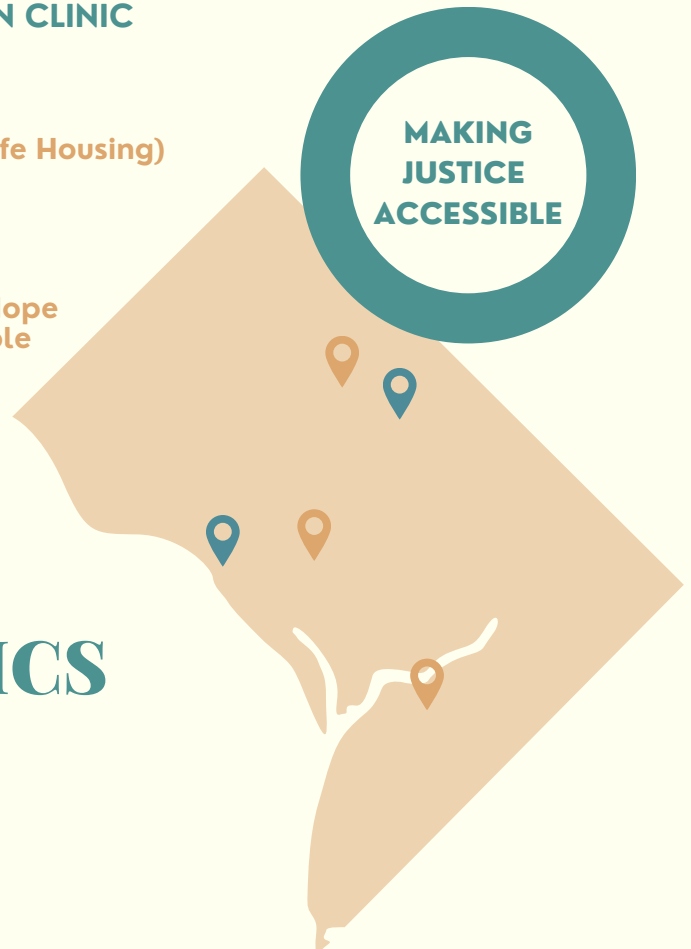 N CLINIC
MAKING
JUSTICE
ACCESSIBLE
fe Housing)
ope
ole
ICS